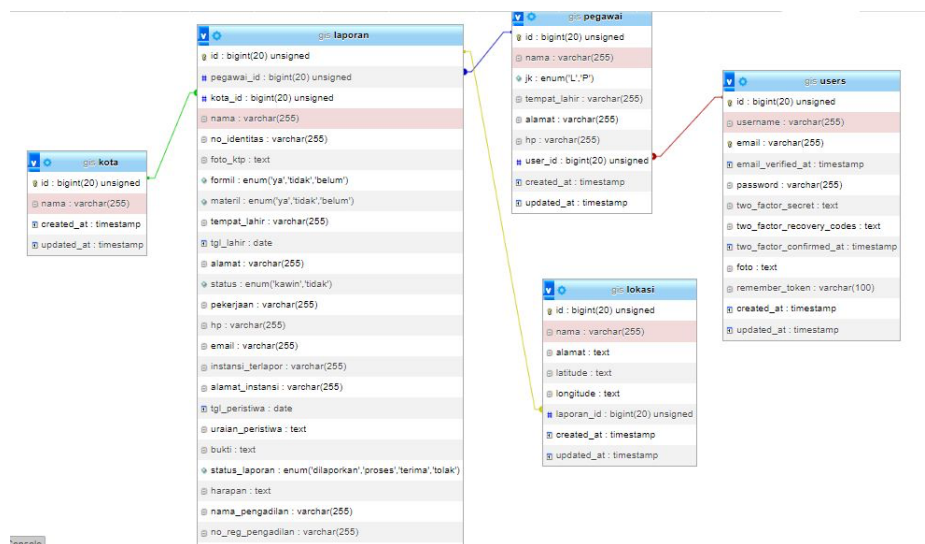 gis kota
id : bigint(20) unsigned
nama : varchar(255)
created_at : timestamp
updated_at : timestamp
gis laporan
id : bigint(20) unsigned
pegawai_id : bigint(20) unsigned
kota_id : bigint(20) unsigned
nama : varchar(255)
no_identitas : varchar(255)
foto_ktp : text
formil : enum('ya','tidak','belum')
materil : enum('ya','tidak','belum')
tempat_lahir : varchar(255)
tgl_lahir : date
alamat : varchar(255)
status : enum('kawin','tidak')
pekerjaan : varchar(255)
hp : varchar(255)
email : varchar(255)
instansi_terlapor : varchar(255)
alamat_instansi : varchar(255)
tgl_peristiwa : date
uraian_peristiwa : text
bukti : text
status_laporan : enum('dilaporkan','proses','terima','tolak')
harapan : text
nama_pengadilan : varchar(255)
no_reg_pengadilan : varchar(255)
gis pegawai
id : bigint(20) unsigned
nama : varchar(255)
jk : enum('L','P')
tempat_lahir : varchar(255)
alamat : varchar(255)
hp : varchar(255)
user_id : bigint(20) unsigned
created_at : timestamp
updated_at : timestamp
gis lokasi
id : bigint(20) unsigned
nama : varchar(255)
alamat : text
latitude : text
longitude : text
laporan_id : bigint(20) unsigned
created_at : timestamp
updated_at : timestamp
gis users
id : bigint(20) unsigned
username : varchar(255)
email : varchar(255)
email_verified_at : timestamp
password : varchar(255)
two_factor_secret : text
two_factor_recovery_codes : text
two_factor_confirmed_at : timestamp
foto : text
remember_token : varchar(100)
created_at : timestamp
updated_at : timestamp